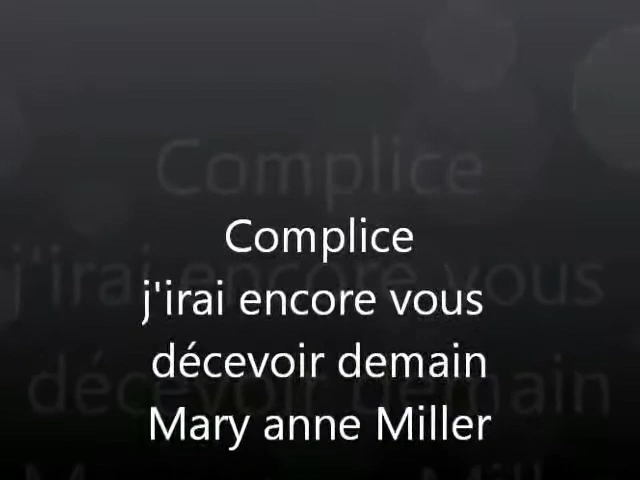 Complice
j'irai encore vous
décevoir demain
Mary anne Miller